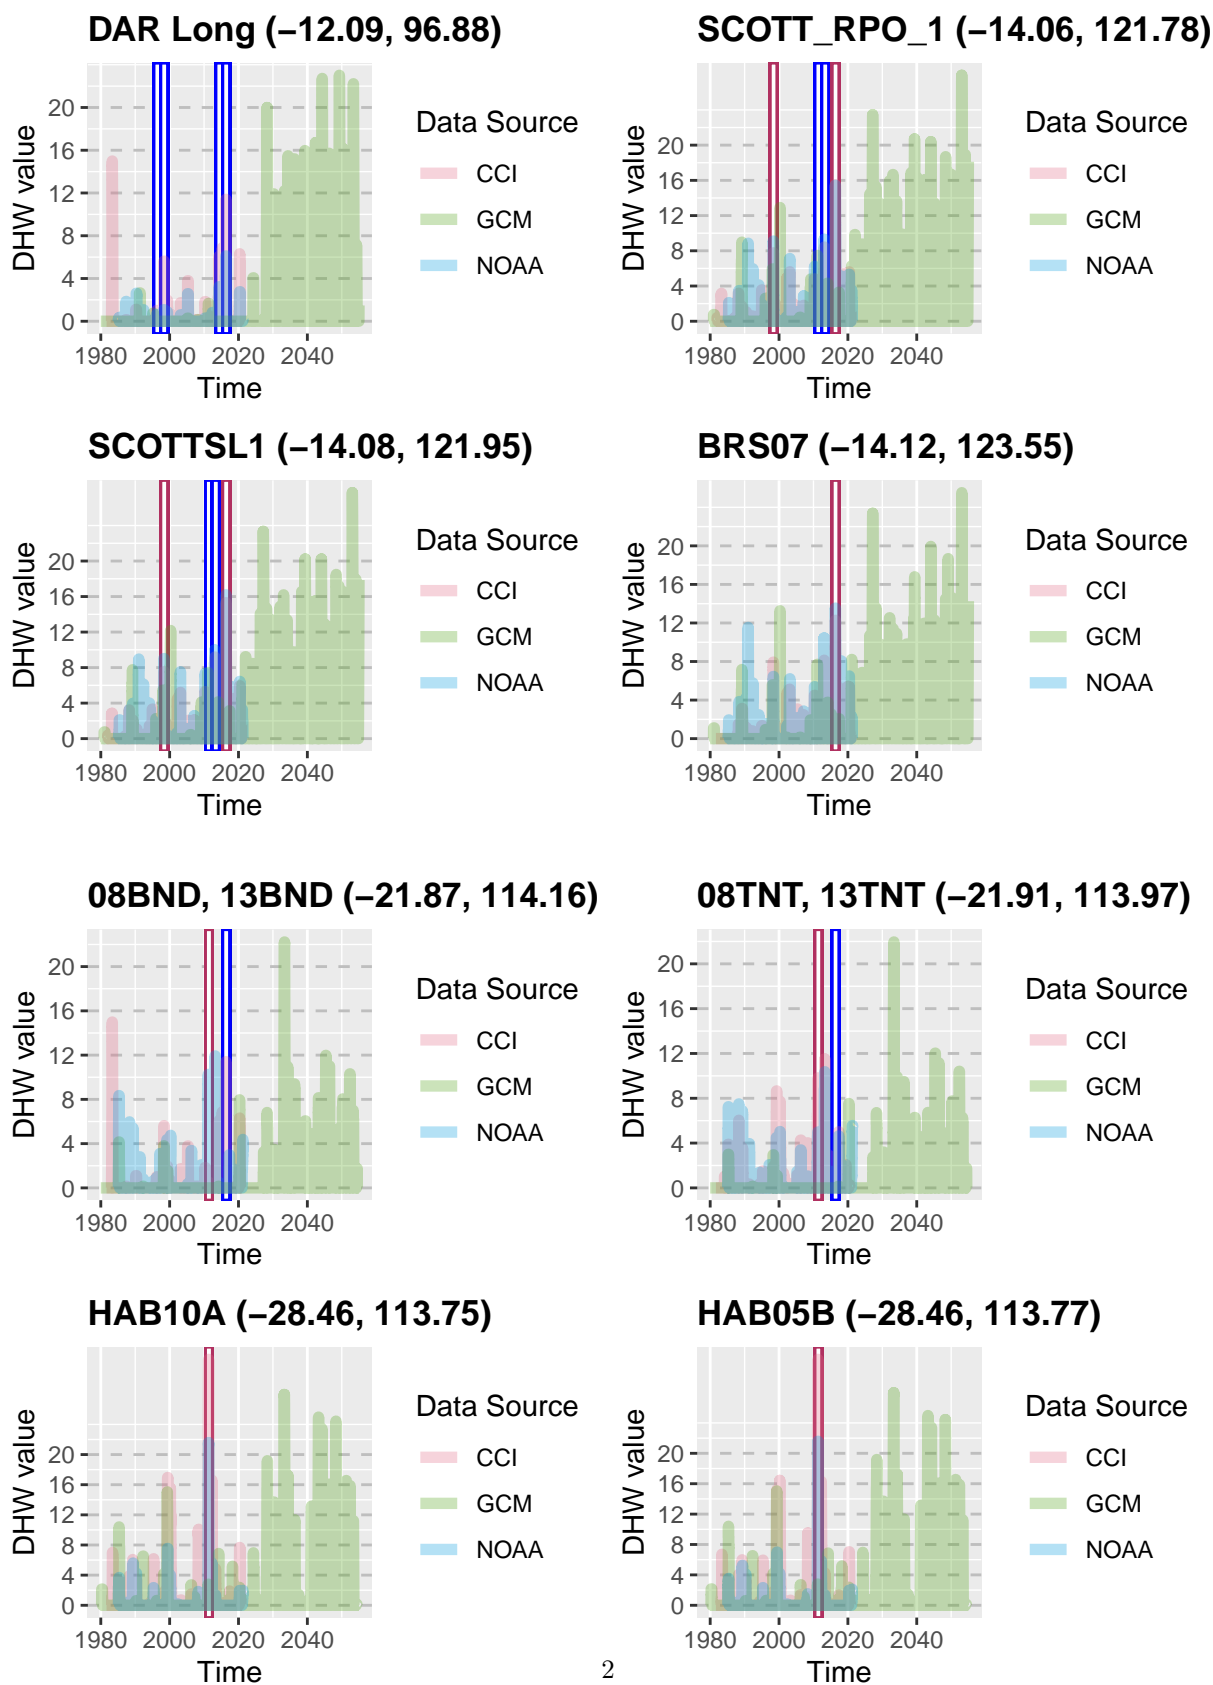 DAR Long (−12.09, 96.88)
DHW value
20
16
12
8
4
0
1980 2000 2020 2040
Time
Data Source
CCI
GCM
NOAA
SCOTT_RPO_1 (−14.06, 121.78)
DHW value
20
16
12
8
4
0
1980 2000 2020 2040
Time
Data Source
CCI
GCM
NOAA
SCOTTSL1 (−14.08, 121.95)
DHW value
20
16
12
8
4
0
1980 2000 2020 2040
Time
Data Source
CCI
GCM
NOAA
BRS07 (−14.12, 123.55)
DHW value
20
16
12
8
4
0
1980 2000 2020 2040
Time
Data Source
CCI
GCM
NOAA
08BND, 13BND (−21.87, 114.16)
DHW value
20
16
12
8
4
0
1980 2000 2020 2040
Time
Data Source
CCI
GCM
NOAA
08TNT, 13TNT (−21.91, 113.97)
DHW value
20
16
12
8
4
0
1980 2000 2020 2040
Time
Data Source
CCI
GCM
NOAA
HAB10A (−28.46, 113.75)
DHW value
20
16
12
8
4
0
1980 2000 2020 2040
Time
Data Source
CCI
GCM
NOAA
HAB05B (−28.46, 113.77)
DHW value
20
16
12
8
4
0
1980 2000 2020 2040
Time
Data Source
CCI
GCM
NOAA
2